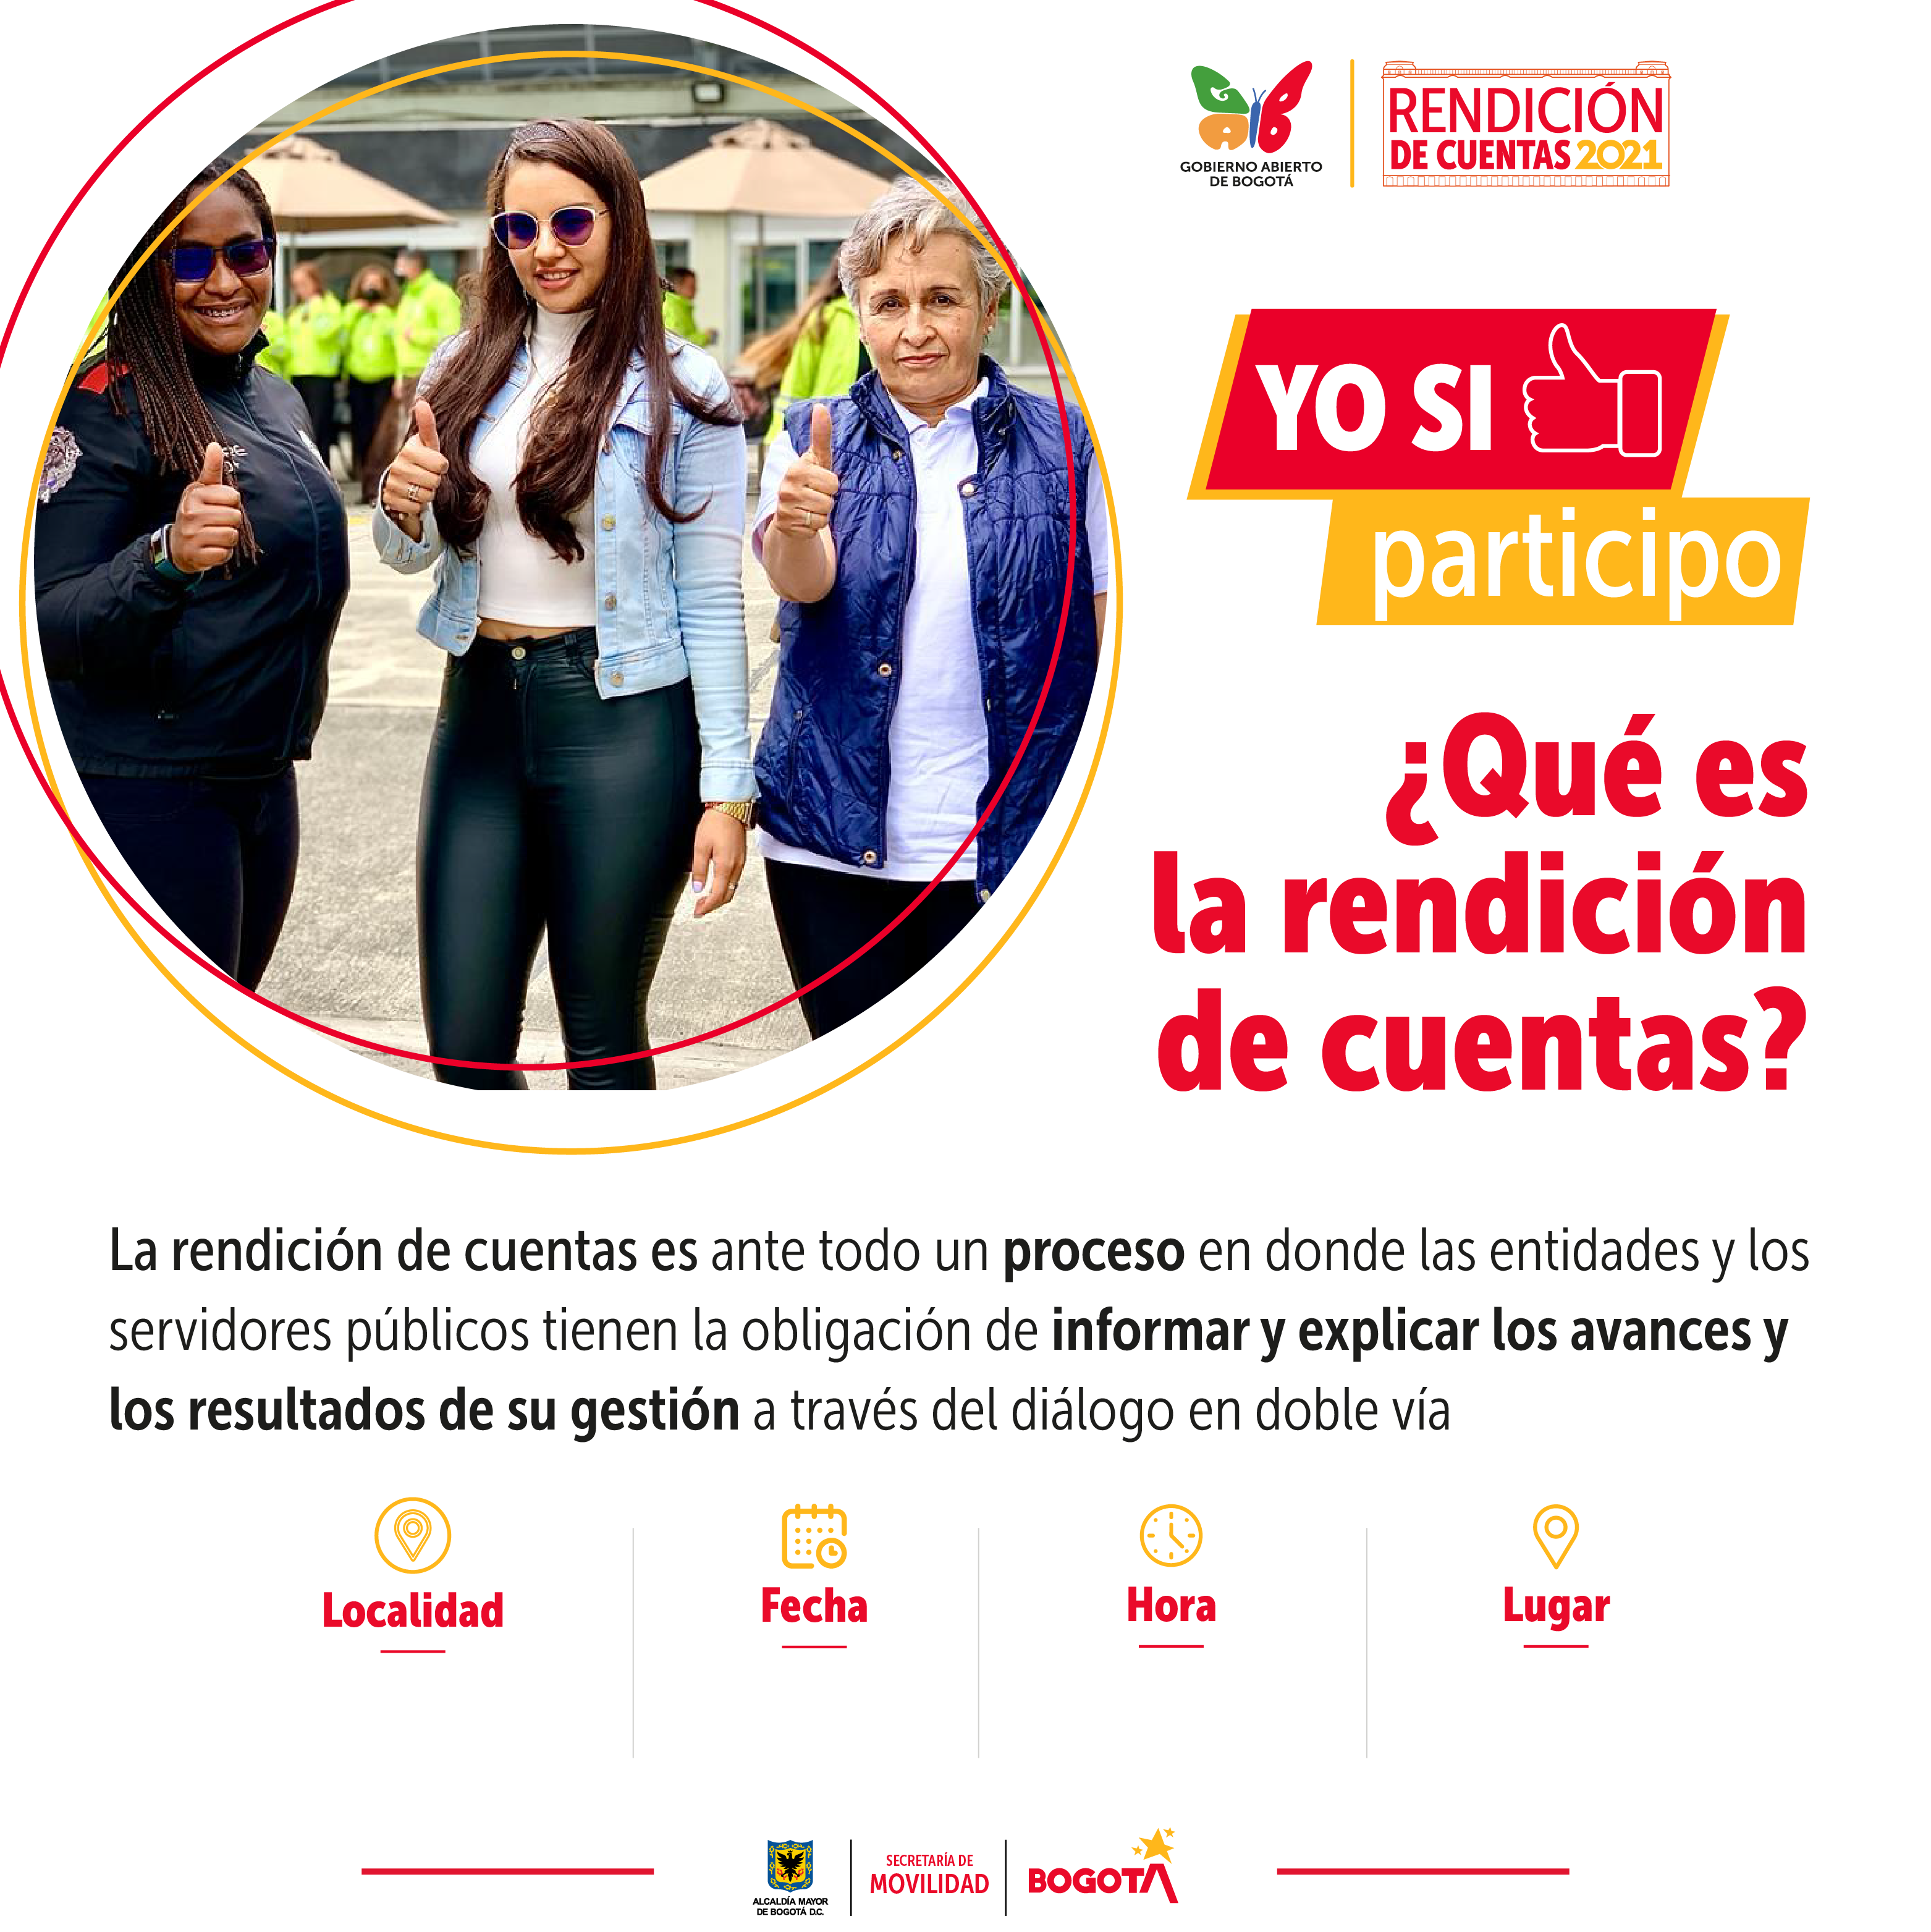 GOBIERNO ABIERTO
DE BOGOTÁ
RENDICIÓN
DE CUENTAS 2021
YO SI
participo
¿Qué es
la rendición
de cuentas?
La rendición de cuentas es ante todo un proceso en donde las entidades y los
servidores públicos tienen la obligación de informar y explicar los avances y
los resultados de su gestión a través del diálogo en doble vía
Localidad
Fecha
Hora
Lugar
ALCALDÍA MAYOR
DE BOGOTÁ D.C.
SECRETARÍA DE
MOVILIDAD
BOGOTÁ